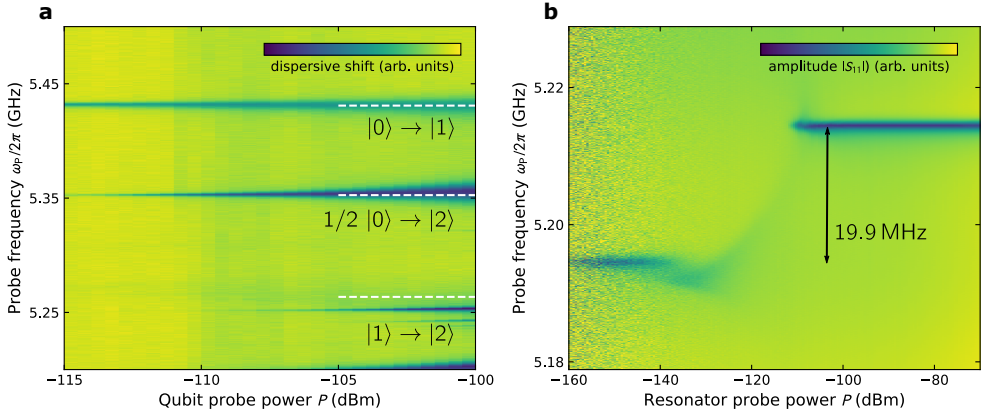 a
dispersive shift (arb. units)
|0⟩ → |1⟩
1/2 |0⟩ → |2⟩
|1⟩ → |2⟩
5.43
5.35
5.25
Probe frequency ωₚ/2π (GHz)
−115
−110
−105
−100
Qubit probe power P (dBm)
b
amplitude |S₁₁|) (arb. units)
19.9 MHz
5.22
5.20
5.18
Probe frequency ωₚ/2π (GHz)
−160
−140
−120
−100
−80
Resonator probe power P (dBm)